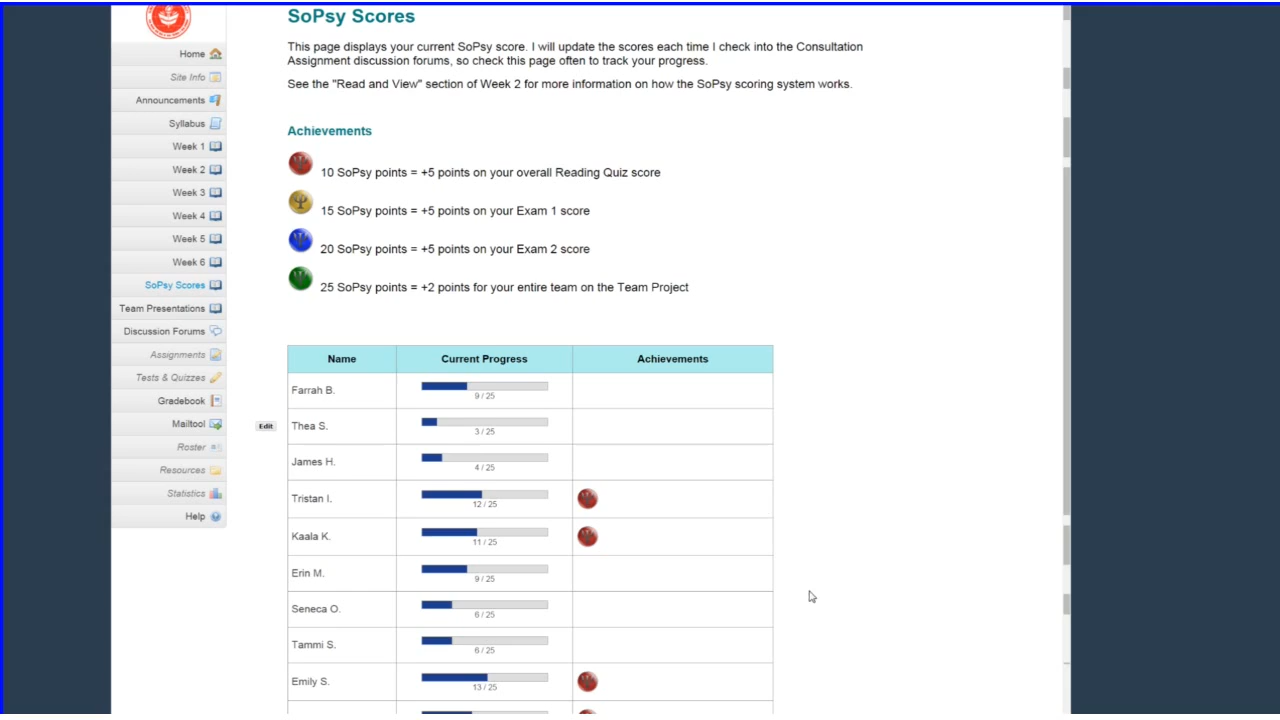 SoPsy Scores
This page displays your current SoPsy score. I will update the scores each time I check into the Consultation
Assignment discussion forums, so check this page often to track your progress.
See the "Read and View" section of Week 2 for more information on how the SoPsy scoring system works.
Home
Site Info
Announcements
Syllabus
Week 1
Week 2
Week 3
Week 4
Week 5
Week 6
SoPsy Scores
Team Presentations
Discussion Forums
Assignments
Tests & Quizzes
Gradebook
Mailtool
Roster
Resources
Statistics
Help
Achievements
10 SoPsy points = +5 points on your overall Reading Quiz score
15 SoPsy points = +5 points on your Exam 1 score
20 SoPsy points = +5 points on your Exam 2 score
25 SoPsy points = +2 points for your entire team on the Team Project
Edit
Name Current Progress Achievements
Farrah B. 9 / 25
Thea S. 3 / 25
James H. 4 / 25
Tristan I. 12 / 25
Kaala K. 11 / 25
Erin M. 9 / 25
Seneca O. 6 / 25
Tammi S. 6 / 25
Emily S. 13 / 25